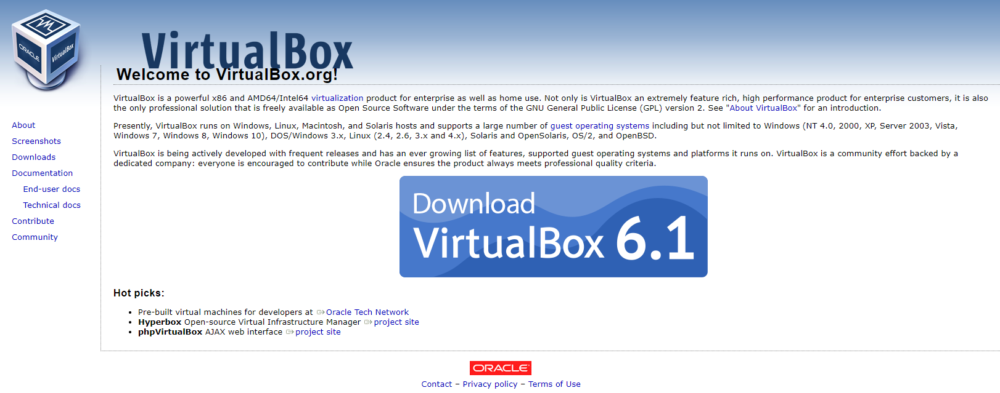 ORACLE
VirtualBox
VirtualBox
Welcome to VirtualBox.org!
VirtualBox is a powerful x86 and AMD64/Intel64 virtualization product for enterprise as well as home use. Not only is VirtualBox an extremely feature rich, high performance product for enterprise customers, it is also
the only professional solution that is freely available as Open Source Software under the terms of the GNU General Public License (GPL) version 2. See "About VirtualBox" for an introduction.
Presently, VirtualBox runs on Windows, Linux, Macintosh, and Solaris hosts and supports a large number of guest operating systems including but not limited to Windows (NT 4.0, 2000, XP, Server 2003, Vista,
Windows 7, Windows 8, Windows 10), DOS/Windows 3.x, Linux (2.4, 2.6, 3.x and 4.x), Solaris and OpenSolaris, OS/2, and OpenBSD.
VirtualBox is being actively developed with frequent releases and has an ever growing list of features, supported guest operating systems and platforms it runs on. VirtualBox is a community effort backed by a
dedicated company: everyone is encouraged to contribute while Oracle ensures the product always meets professional quality criteria.
About
Screenshots
Downloads
Documentation
End-user docs
Technical docs
Contribute
Community
Download
VirtualBox 6.1
Hot picks:
• Pre-built virtual machines for developers at Oracle Tech Network
• Hyperbox Open-source Virtual Infrastructure Manager project site
• phpVirtualBox AJAX web interface project site
ORACLE
Contact – Privacy policy – Terms of Use